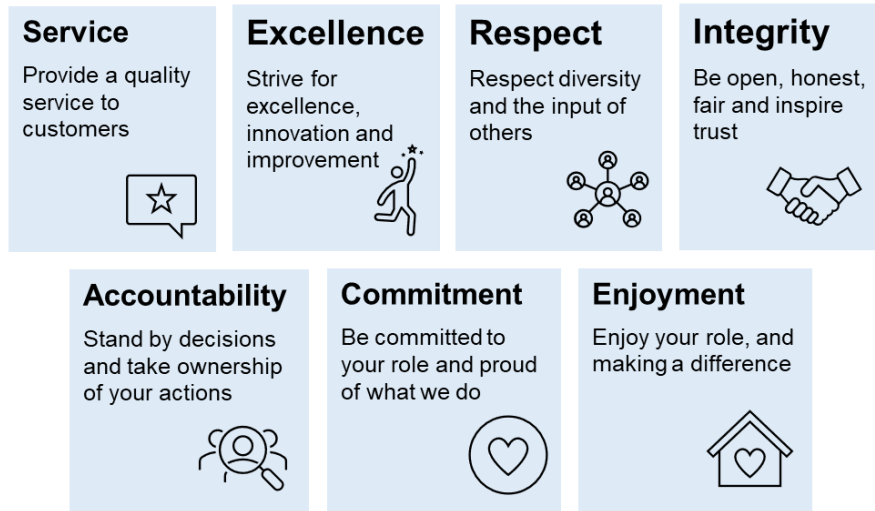 Service
Provide a quality
service to
customers
Excellence
Strive for
excellence,
innovation and
improvement
Respect
Respect diversity
and the input of
others
Integrity
Be open, honest,
fair and inspire
trust
Accountability
Stand by decisions
and take ownership
of your actions
Commitment
Be committed to
your role and proud
of what we do
Enjoyment
Enjoy your role, and
making a difference